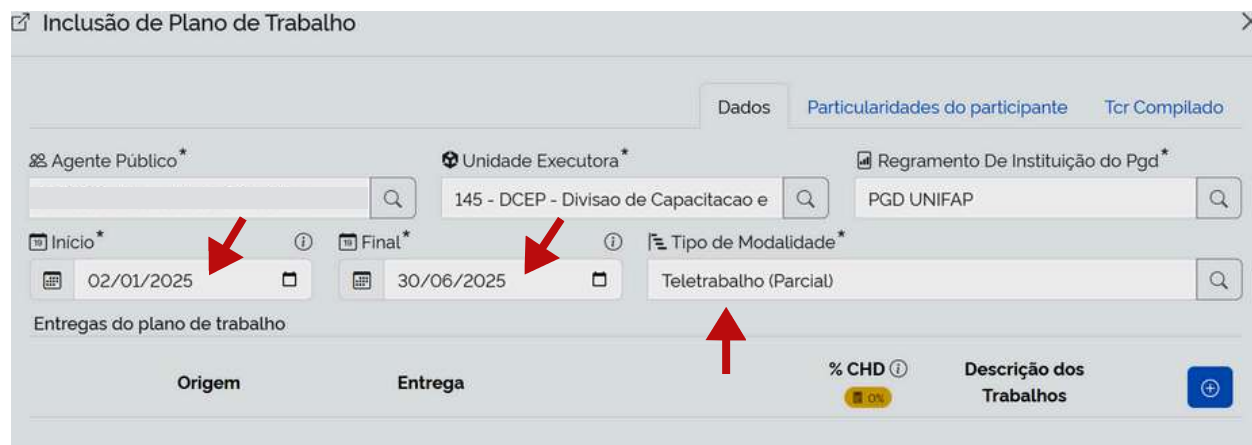 Inclusão de Plano de Trabalho
Dados Particularidades do participante Tcr Compilado
Agente Público* Unidade Executora* Regramento De Instituição do Pgd*
145 - DCEP - Divisao de Capacitacao e PGD UNIFAP
Início* Final* Tipo de Modalidade*
02/01/2025 30/06/2025 Teletrabalho (Parcial)
Entregas do plano de trabalho
Origem Entrega % CHD Descrição dos
0% Trabalhos